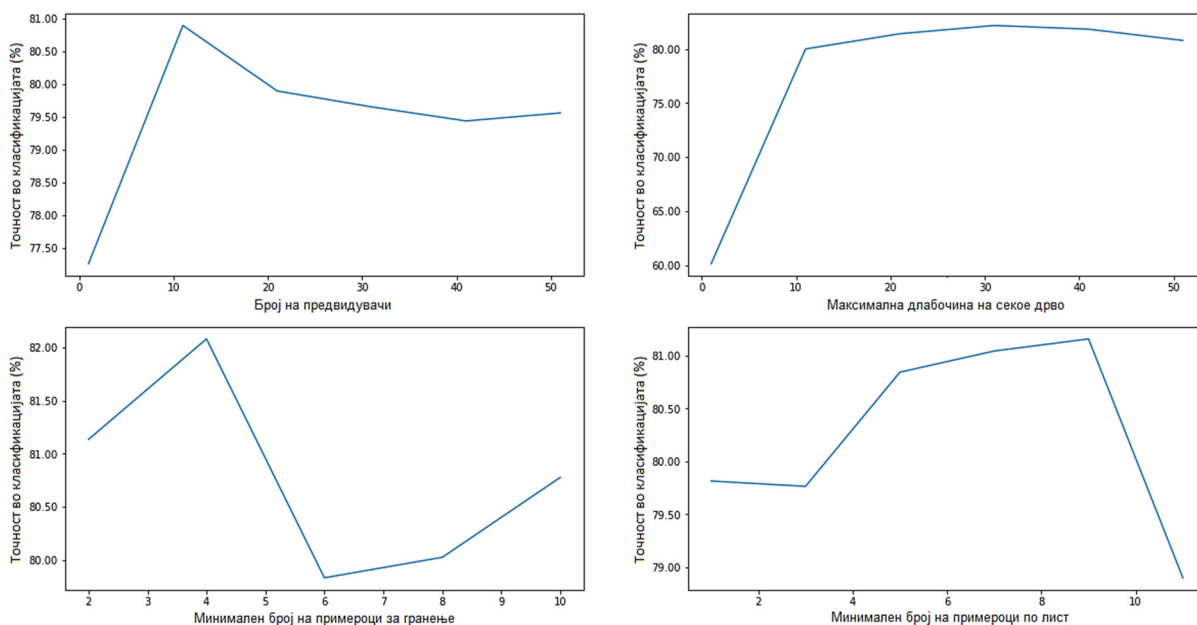 Точност во класификацијата (%)
81.00
80.50
80.00
79.50
79.00
78.50
78.00
77.50
0 10 20 30 40 50
Број на предвидувачи
Точност во класификацијата (%)
80.00
75.00
70.00
65.00
60.00
0 10 20 30 40 50
Максимална длабочина на секое дрво
Точност во класификацијата (%)
82.00
81.50
81.00
80.50
80.00
2 3 4 5 6 7 8 9 10
Минимален број на примероци за гранење
Точност во класификацијата (%)
81.00
80.50
80.00
79.50
79.00
2 4 6 8 10
Минимален број на примероци по лист